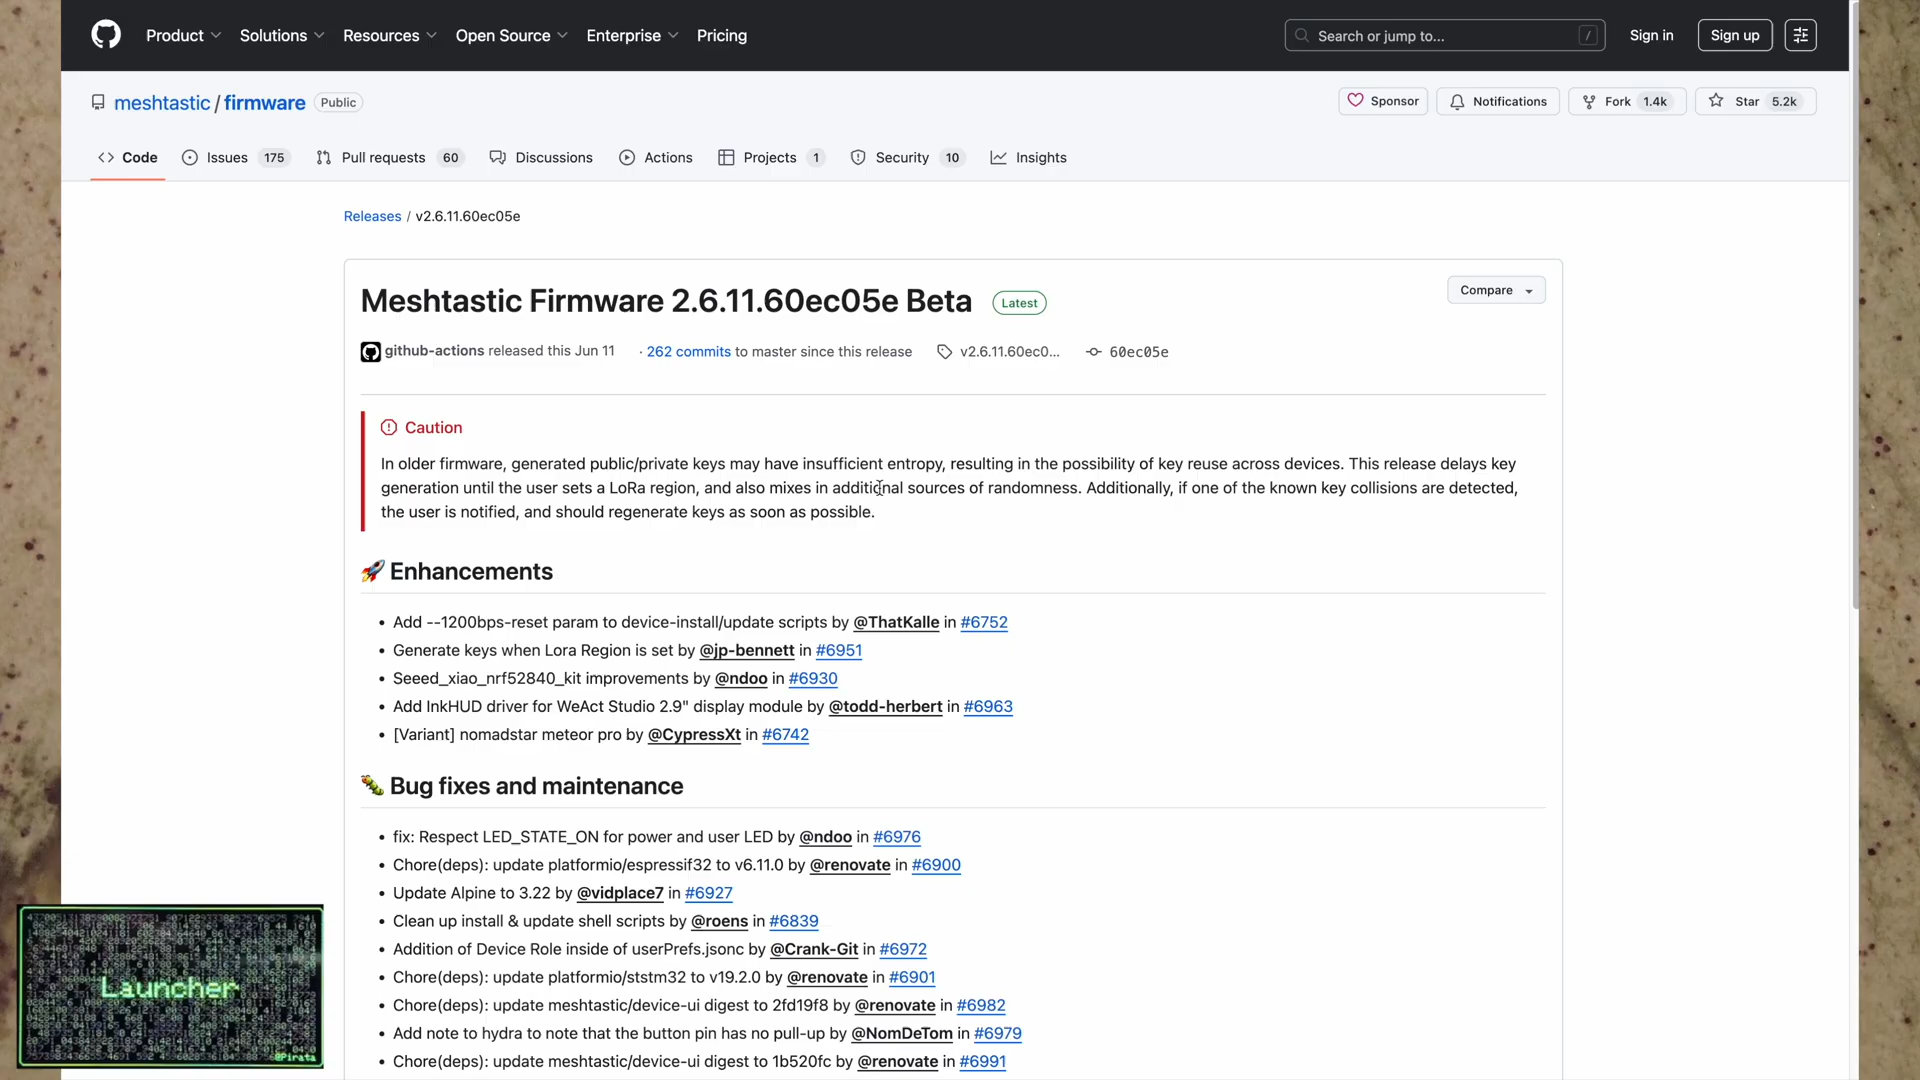 Product
Solutions
Resources
Open Source
Enterprise
Pricing
Search or jump to...
/
Sign in
Sign up
meshtastic / firmware
Public
Sponsor
Notifications
Fork 1.4k
Star 5.2k
Code
Issues 175
Pull requests 60
Discussions
Actions
Projects 1
Security 10
Insights
Releases / v2.6.11.60ec05e
Meshtastic Firmware 2.6.11.60ec05e Beta
Latest
Compare
github-actions released this Jun 11 · 262 commits to master since this release v2.6.11.60ec0... 60ec05e
Caution
In older firmware, generated public/private keys may have insufficient entropy, resulting in the possibility of key reuse across devices. This release delays key
generation until the user sets a LoRa region, and also mixes in additional sources of randomness. Additionally, if one of the known key collisions are detected,
the user is notified, and should regenerate keys as soon as possible.
🚀 Enhancements
• Add --1200bps-reset param to device-install/update scripts by @ThatKalle in #6752
• Generate keys when Lora Region is set by @jp-bennett in #6951
• Seeed_xiao_nrf52840_kit improvements by @ndoo in #6930
• Add InkHUD driver for WeAct Studio 2.9" display module by @todd-herbert in #6963
• [Variant] nomadstar meteor pro by @CypressXt in #6742
🐛 Bug fixes and maintenance
• fix: Respect LED_STATE_ON for power and user LED by @ndoo in #6976
• Chore(deps): update platformio/espressif32 to v6.11.0 by @renovate in #6900
• Update Alpine to 3.22 by @vidplace7 in #6927
• Clean up install & update shell scripts by @roens in #6839
• Addition of Device Role inside of userPrefs.jsonc by @Crank-Git in #6972
• Chore(deps): update platformio/ststm32 to v19.2.0 by @renovate in #6901
• Chore(deps): update meshtastic/device-ui digest to 2fd19f8 by @renovate in #6982
• Add note to hydra to note that the button pin has no pull-up by @NomDeTom in #6979
• Chore(deps): update meshtastic/device-ui digest to 1b520fc by @renovate in #6991
Launcher
@Pirata